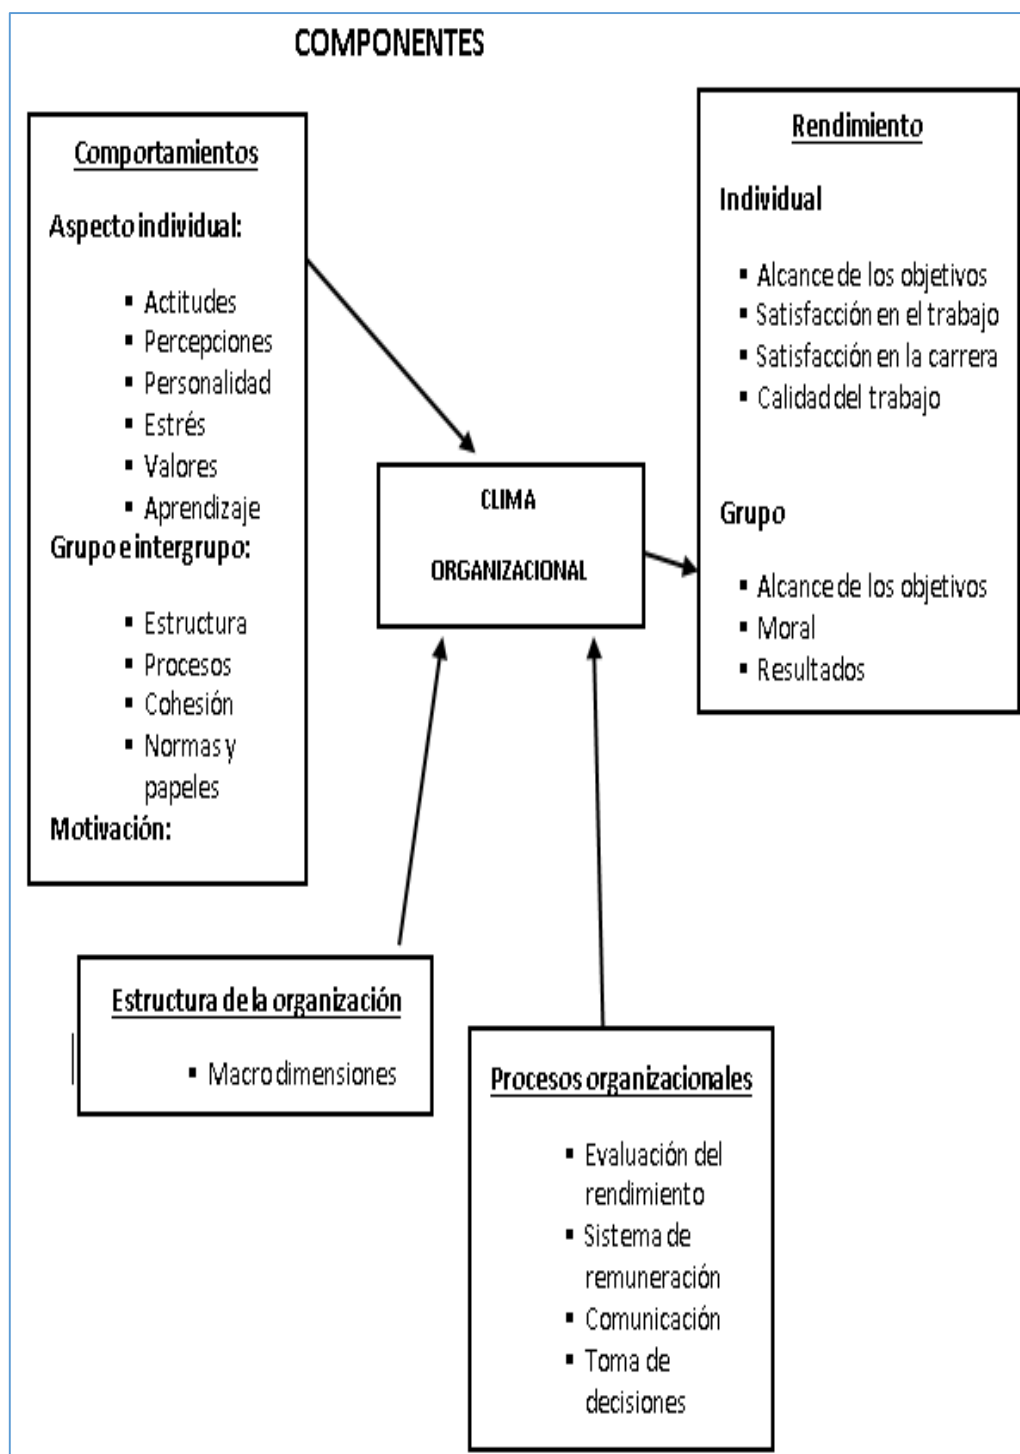 COMPONENTES
Comportamientos
Aspecto individual:
▪ Actitudes
▪ Percepciones
▪ Personalidad
▪ Estrés
▪ Valores
▪ Aprendizaje
Grupo e intergrupo:
▪ Estructura
▪ Procesos
▪ Cohesión
▪ Normas y
papeles
Motivación:
CLIMA
ORGANIZACIONAL
Rendimiento
Individual
▪ Alcance de los objetivos
▪ Satisfacción en el trabajo
▪ Satisfacción en la carrera
▪ Calidad del trabajo
Grupo
▪ Alcance de los objetivos
▪ Moral
▪ Resultados
Estructura de la organización
▪ Macro dimensiones
Procesos organizacionales
▪ Evaluación del
rendimiento
▪ Sistema de
remuneración
▪ Comunicación
▪ Toma de
decisiones